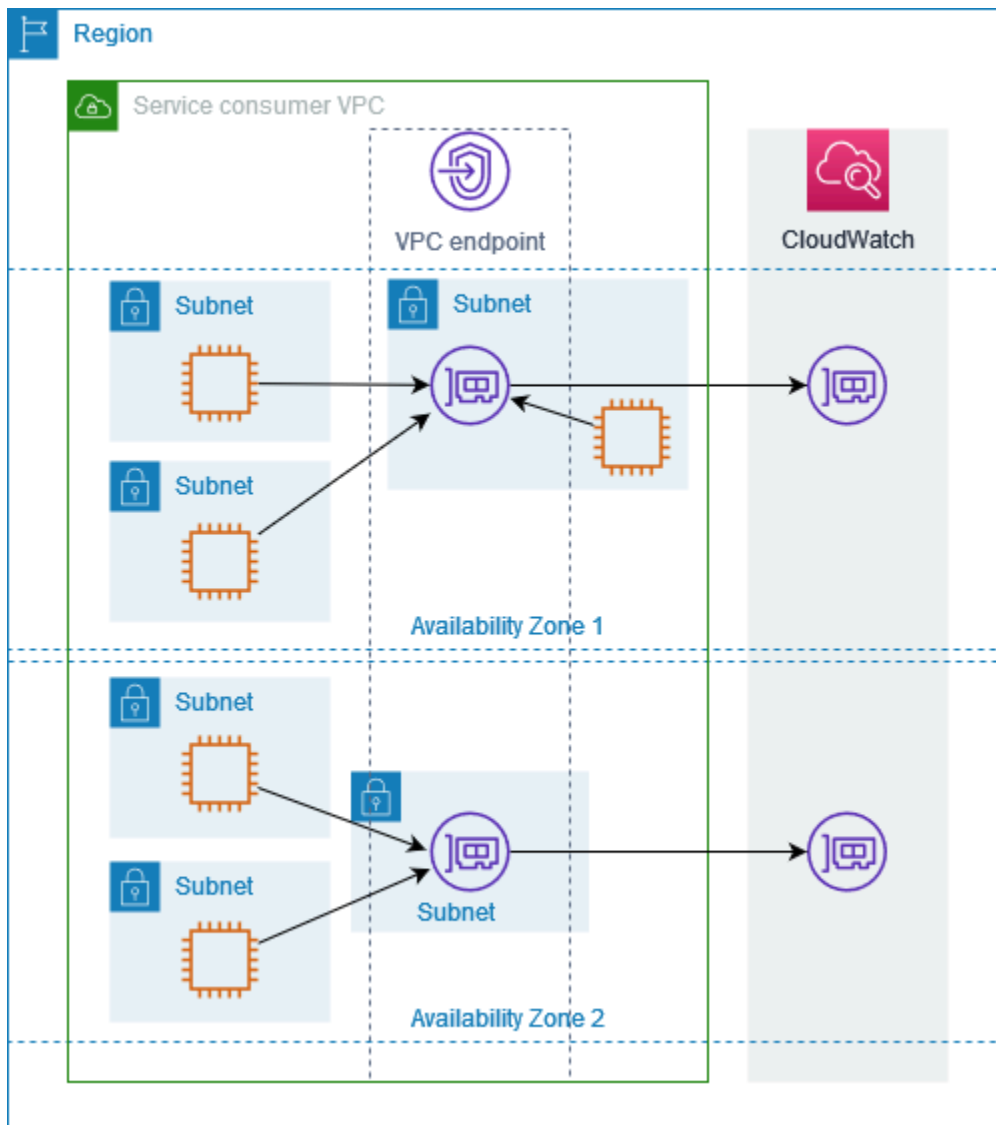 Region
Service consumer VPC
VPC endpoint
CloudWatch
Subnet
Subnet
Subnet
Availability Zone 1
Subnet
Subnet
Subnet
Availability Zone 2